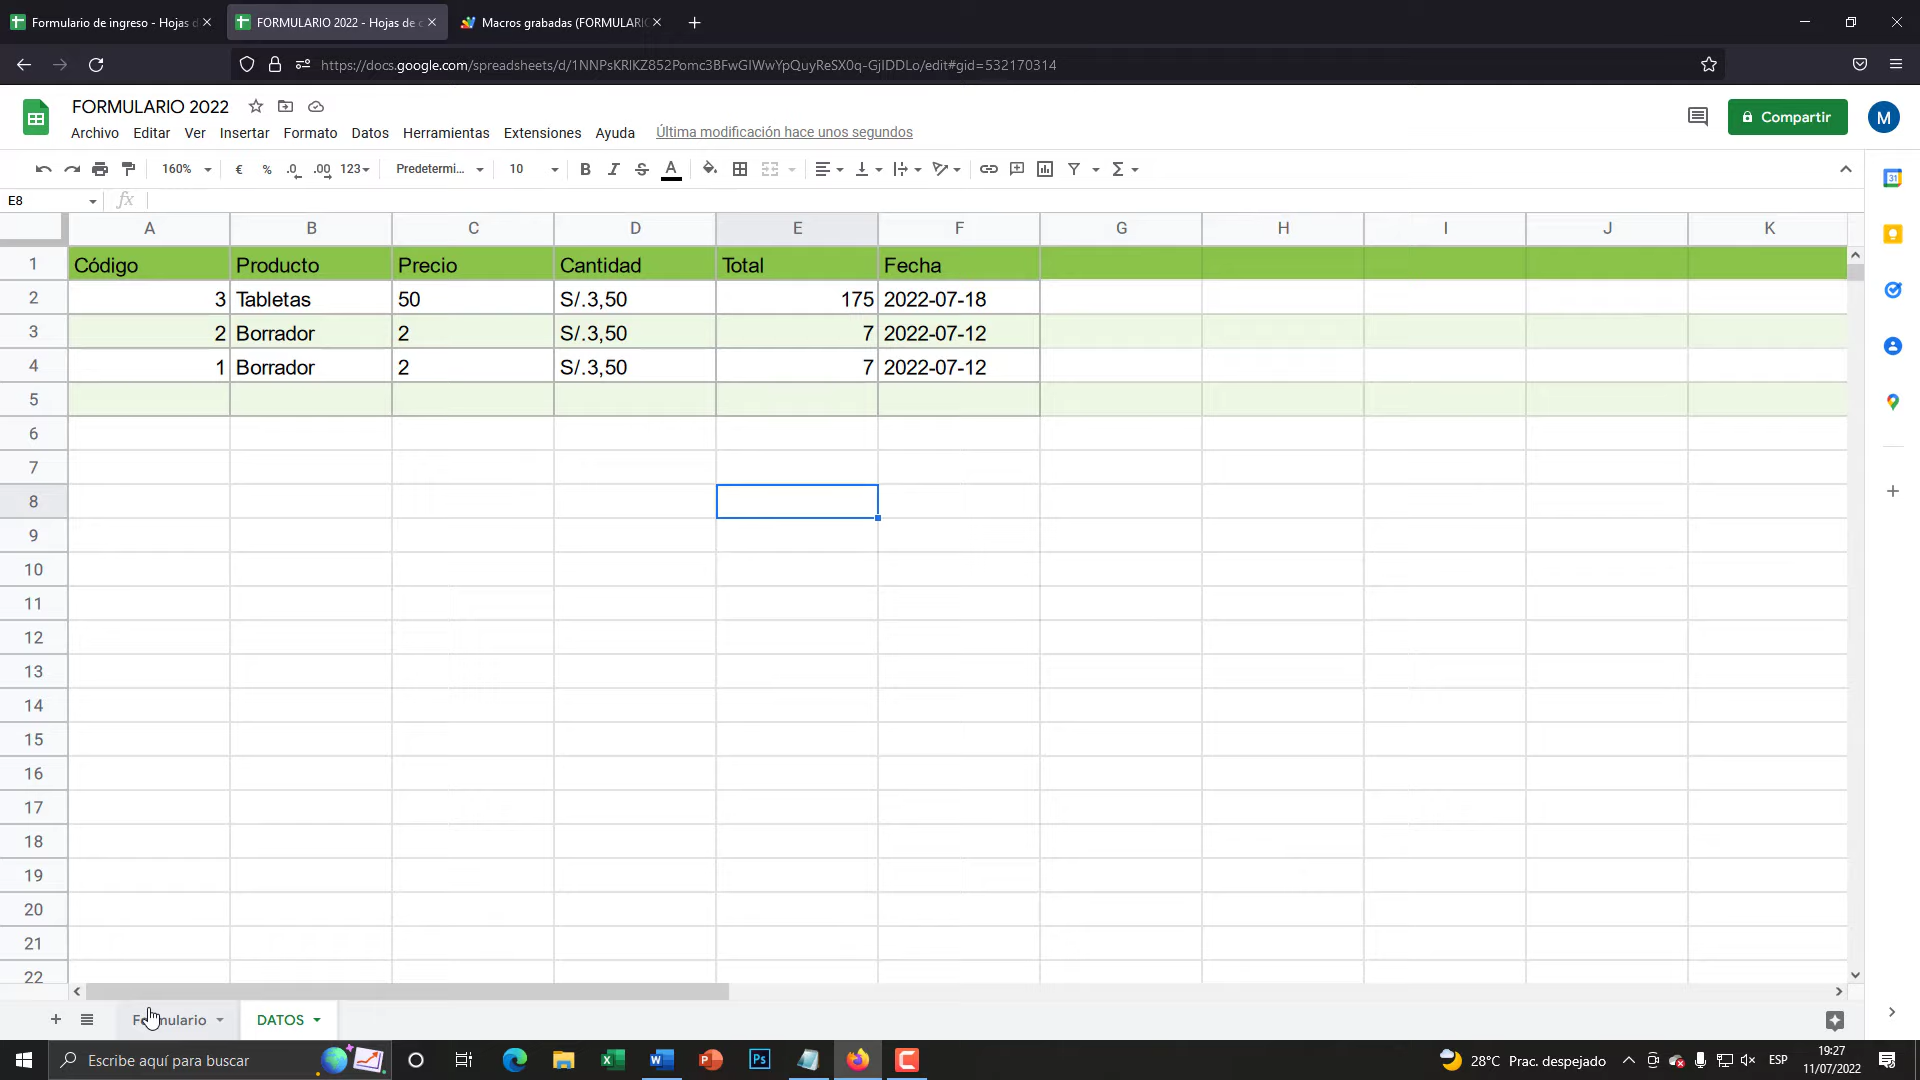 Formulario de ingreso - Hojas d
FORMULARIO 2022 - Hojas de c
Macros grabadas (FORMULARI
https://docs.google.com/spreadsheets/d/1NNPsKRlKZ852Pomc3BFwGIWwYpQuyReSX0q-GjIDDLo/edit#gid=532170314
FORMULARIO 2022
Archivo Editar Ver Insertar Formato Datos Herramientas Extensiones Ayuda Última modificación hace unos segundos
Compartir
M
160% € % .0 .00 123 Predetermi... 10 B I S A Σ
31
E8 fx
A B C D E F G H I J K
1 Código Producto Precio Cantidad Total Fecha
2 3 Tabletas 50 S/.3,50 175 2022-07-18
3 2 Borrador 2 S/.3,50 7 2022-07-12
4 1 Borrador 2 S/.3,50 7 2022-07-12
5
6
7
8
9
10
11
12
13
14
15
16
17
18
19
20
21
22
Formulario DATOS
Escribe aquí para buscar
28°C Prac. despejado
ESP
19:27
11/07/2022